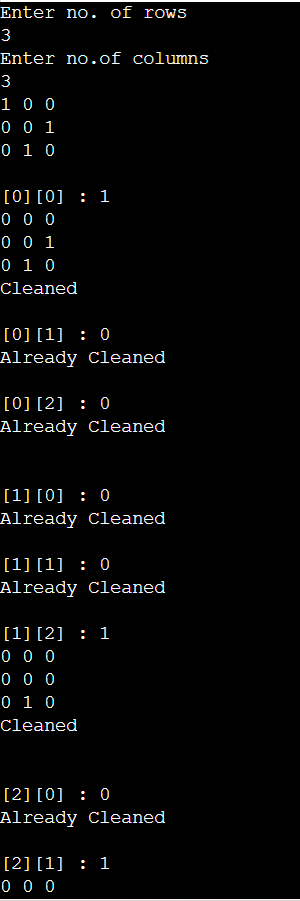 Enter no. of rows
3
Enter no.of columns
3
1 0 0
0 0 1
0 1 0
[0][0] : 1
0 0 0
0 0 1
0 1 0
Cleaned
[0][1] : 0
Already Cleaned
[0][2] : 0
Already Cleaned
[1][0] : 0
Already Cleaned
[1][1] : 0
Already Cleaned
[1][2] : 1
0 0 0
0 0 0
0 1 0
Cleaned
[2][0] : 0
Already Cleaned
[2][1] : 1
0 0 0